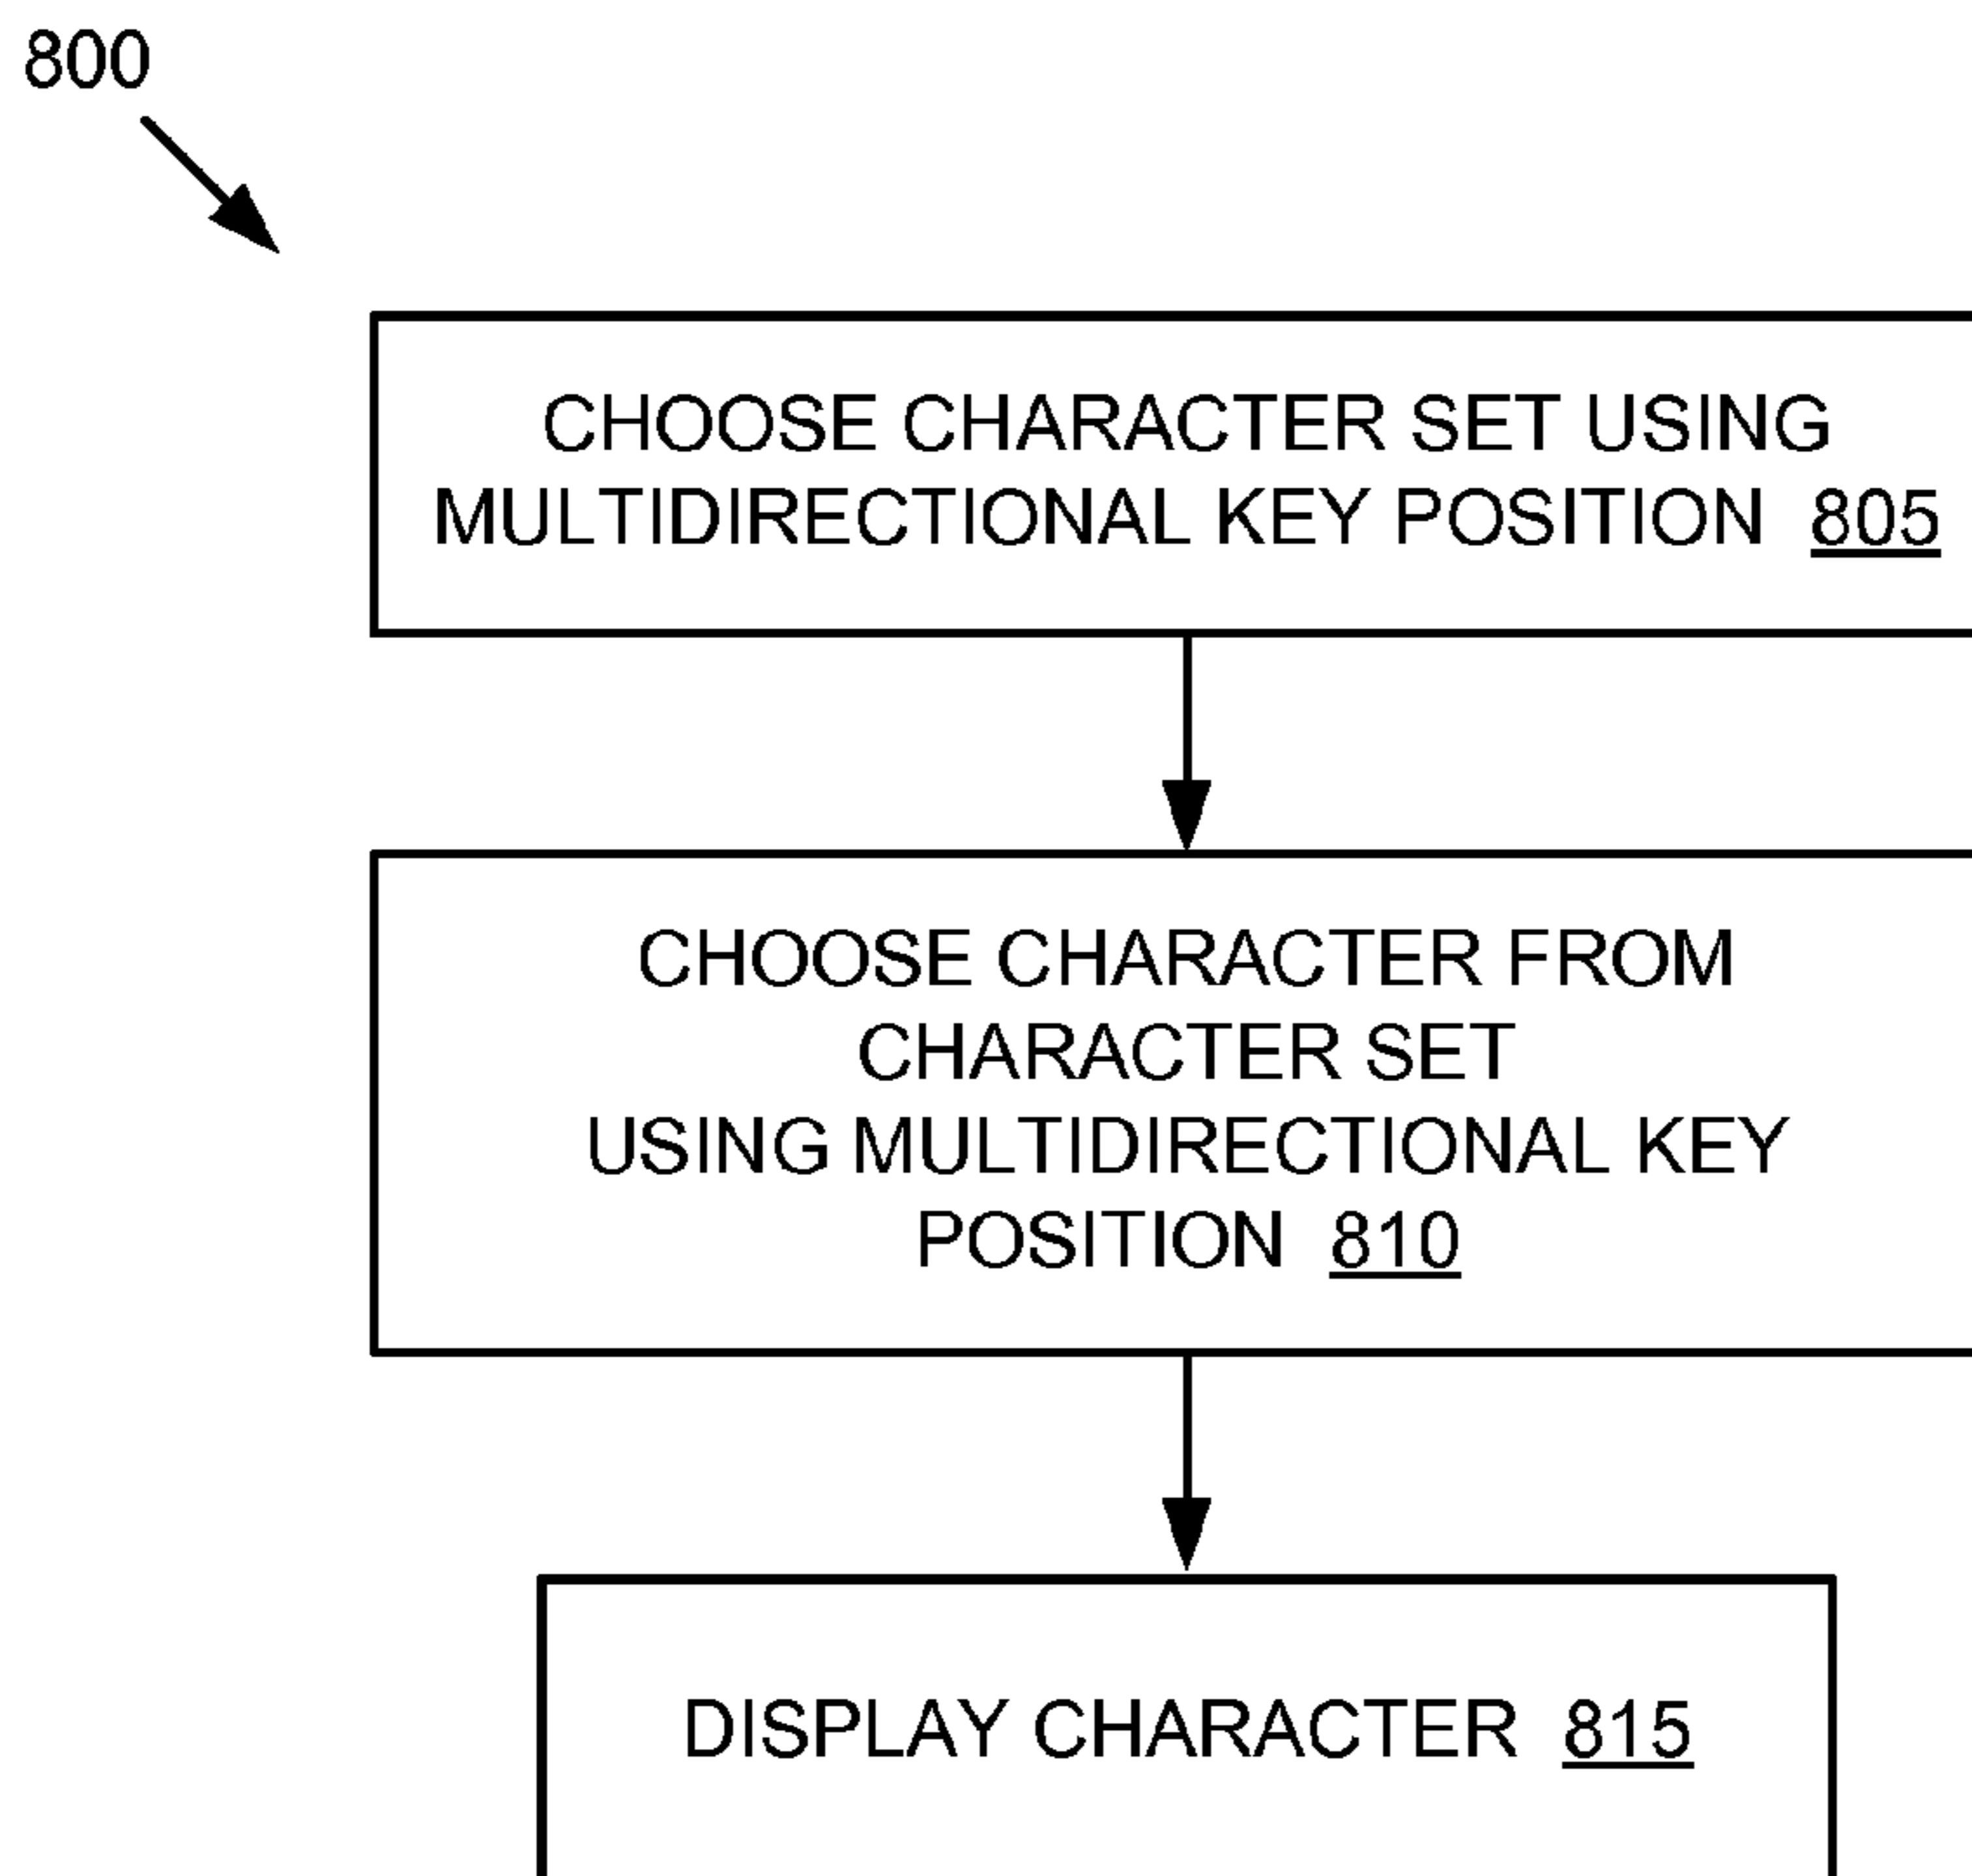 800
CHOOSE CHARACTER SET USING
MULTIDIRECTIONAL KEY POSITION 805
CHOOSE CHARACTER FROM
CHARACTER SET
USING MULTIDIRECTIONAL KEY
POSITION 810
DISPLAY CHARACTER 815